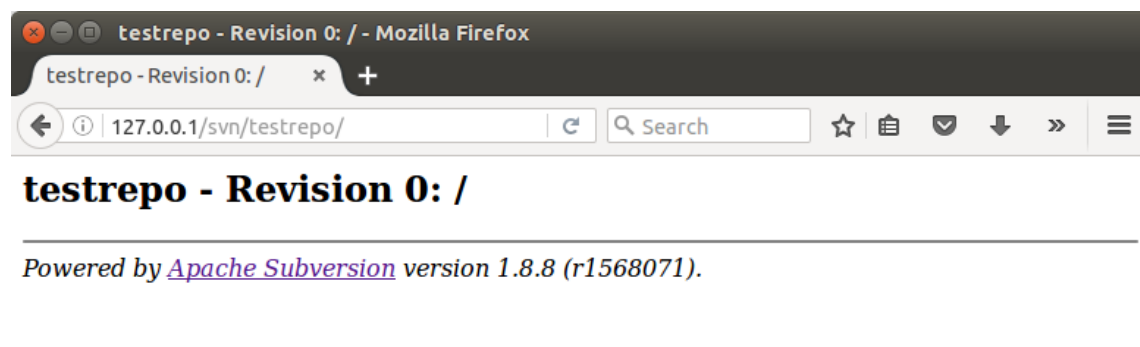 testrepo - Revision 0: / - Mozilla Firefox
testrepo - Revision 0: /
127.0.0.1/svn/testrepo/ Search
testrepo - Revision 0: /
Powered by Apache Subversion version 1.8.8 (r1568071).